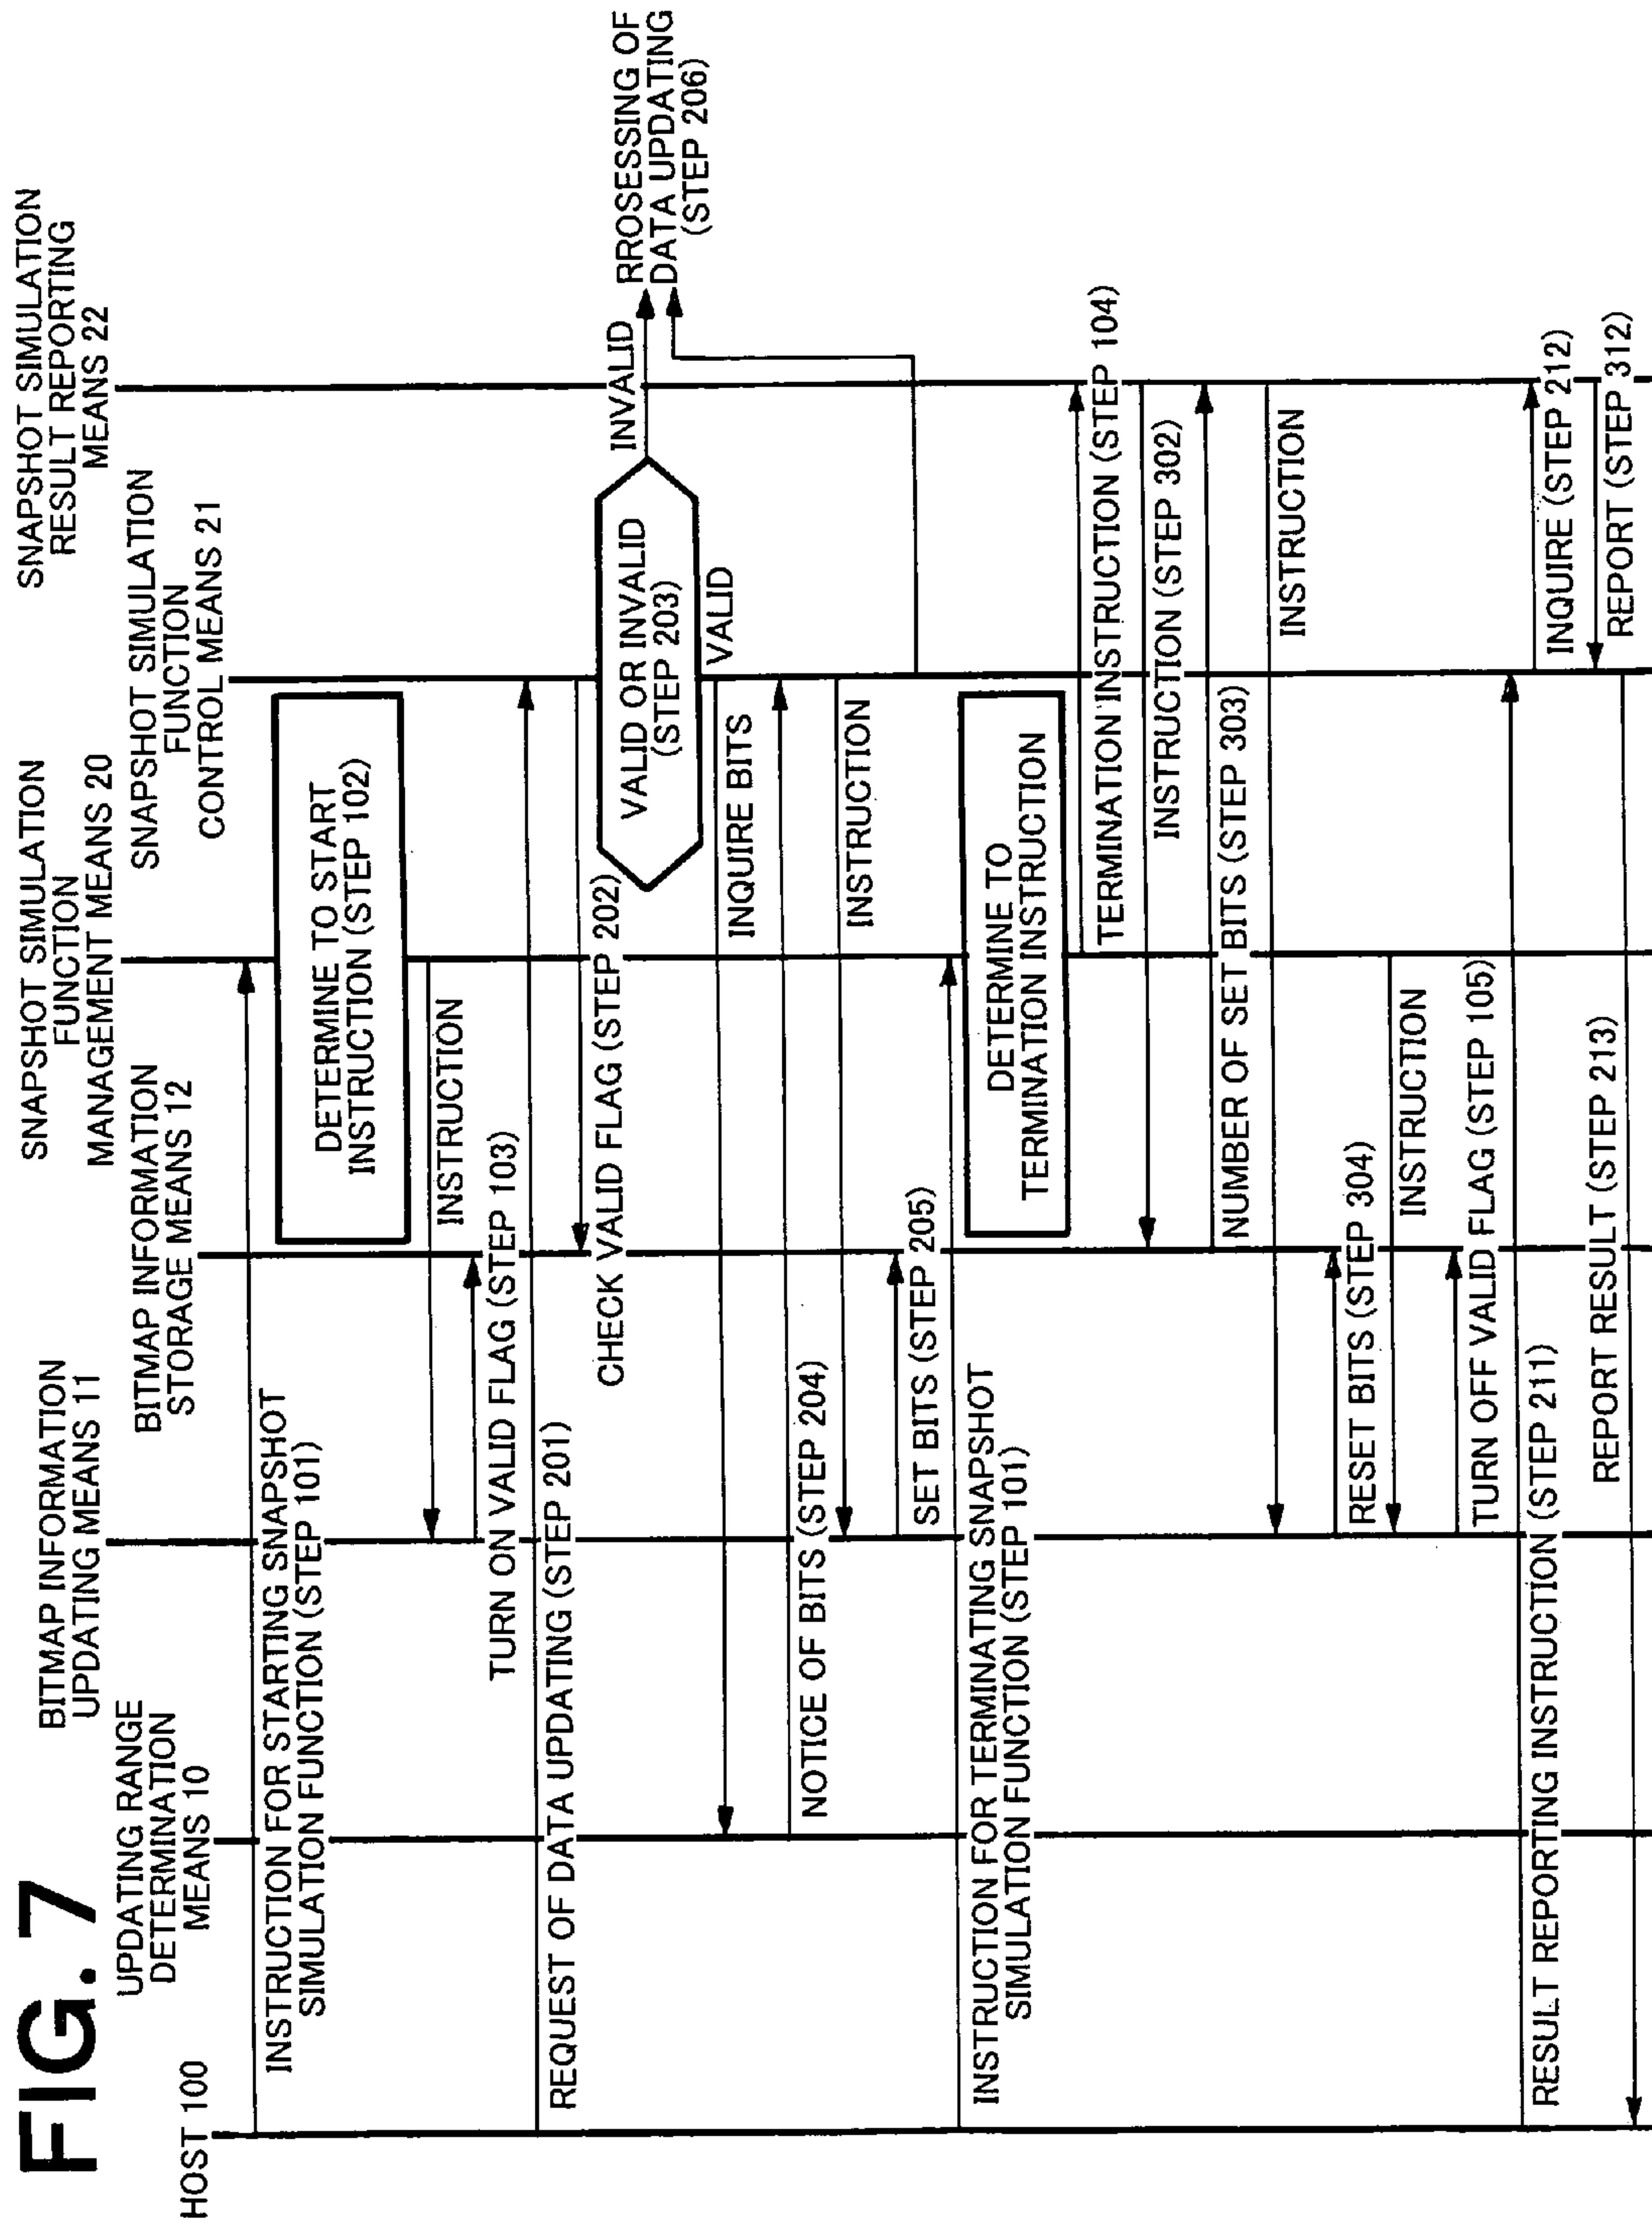 FIG. 7
HOST 100
UPDATING RANGE
DETERMINATION
MEANS 10
BITMAP INFORMATION
UPDATING MEANS 11
BITMAP INFORMATION
STORAGE MEANS 12
SNAPSHOT SIMULATION
FUNCTION
MANAGEMENT MEANS 20
SNAPSHOT SIMULATION
FUNCTION
CONTROL MEANS 21
SNAPSHOT SIMULATION
RESULT REPORTING
MEANS 22
INSTRUCTION FOR STARTING SNAPSHOT
SIMULATION FUNCTION (STEP 101)
DETERMINE TO START
INSTRUCTION (STEP 102)
INSTRUCTION
TURN ON VALID FLAG (STEP 103)
REQUEST OF DATA UPDATING (STEP 201)
CHECK VALID FLAG (STEP 202)
VALID OR INVALID
(STEP 203)
INVALID
RROSESSING OF
DATA UPDATING
(STEP 206)
VALID
INQUIRE BITS
NOTICE OF BITS (STEP 204)
INSTRUCTION
SET BITS (STEP 205)
INSTRUCTION FOR TERMINATING SNAPSHOT
SIMULATION FUNCTION (STEP 101)
DETERMINE TO
TERMINATION INSTRUCTION
TERMINATION INSTRUCTION (STEP 104)
INSTRUCTION (STEP 302)
NUMBER OF SET BITS (STEP 303)
INSTRUCTION
RESET BITS (STEP 304)
INSTRUCTION
TURN OFF VALID FLAG (STEP 105)
RESULT REPORTING INSTRUCTION (STEP 211)
INQUIRE (STEP 212)
REPORT (STEP 312)
REPORT RESULT (STEP 213)